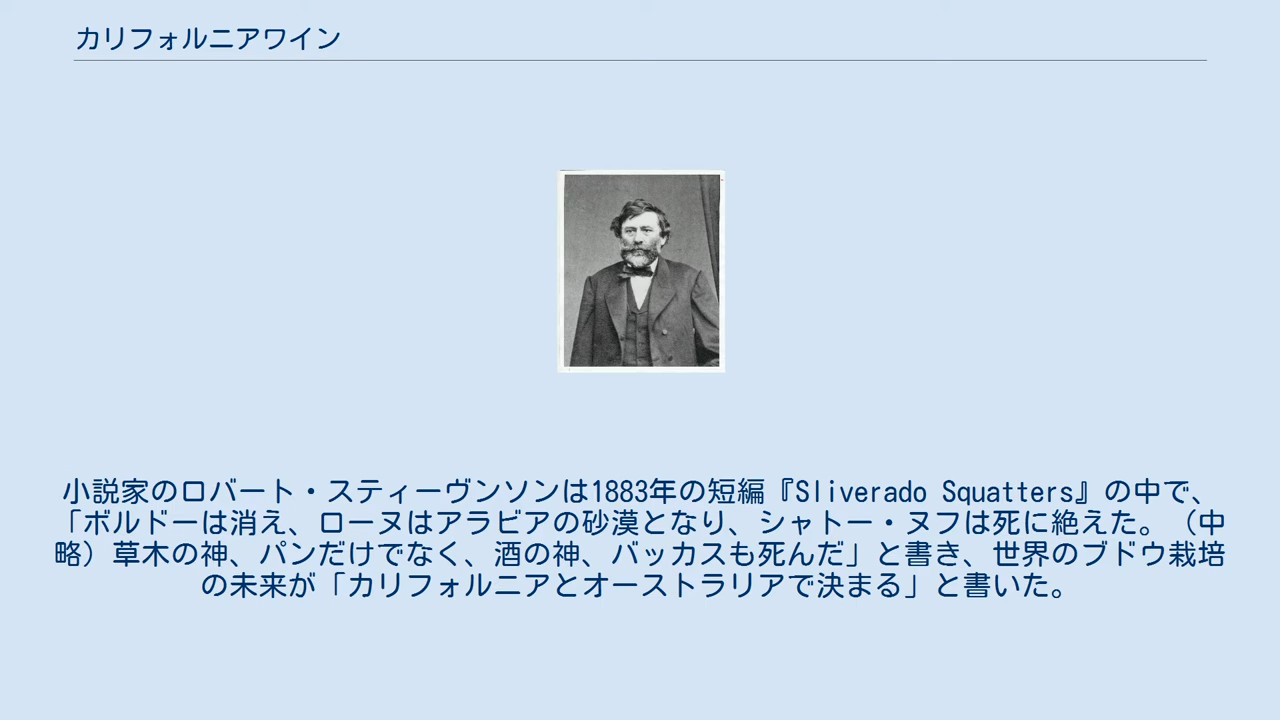 カリフォルニアワイン
小説家のロバート・スティーヴンソンは1883年の短編『Sliverado Squatters』の中で、
「ボルドーは消え、ローヌはアラビアの砂漠となり、シャトー・ヌフは死に絶えた。（中
略）草木の神、パンだけでなく、酒の神、バッカスも死んだ」と書き、世界のブドウ栽培
の未来が「カリフォルニアとオーストラリアで決まる」と書いた。